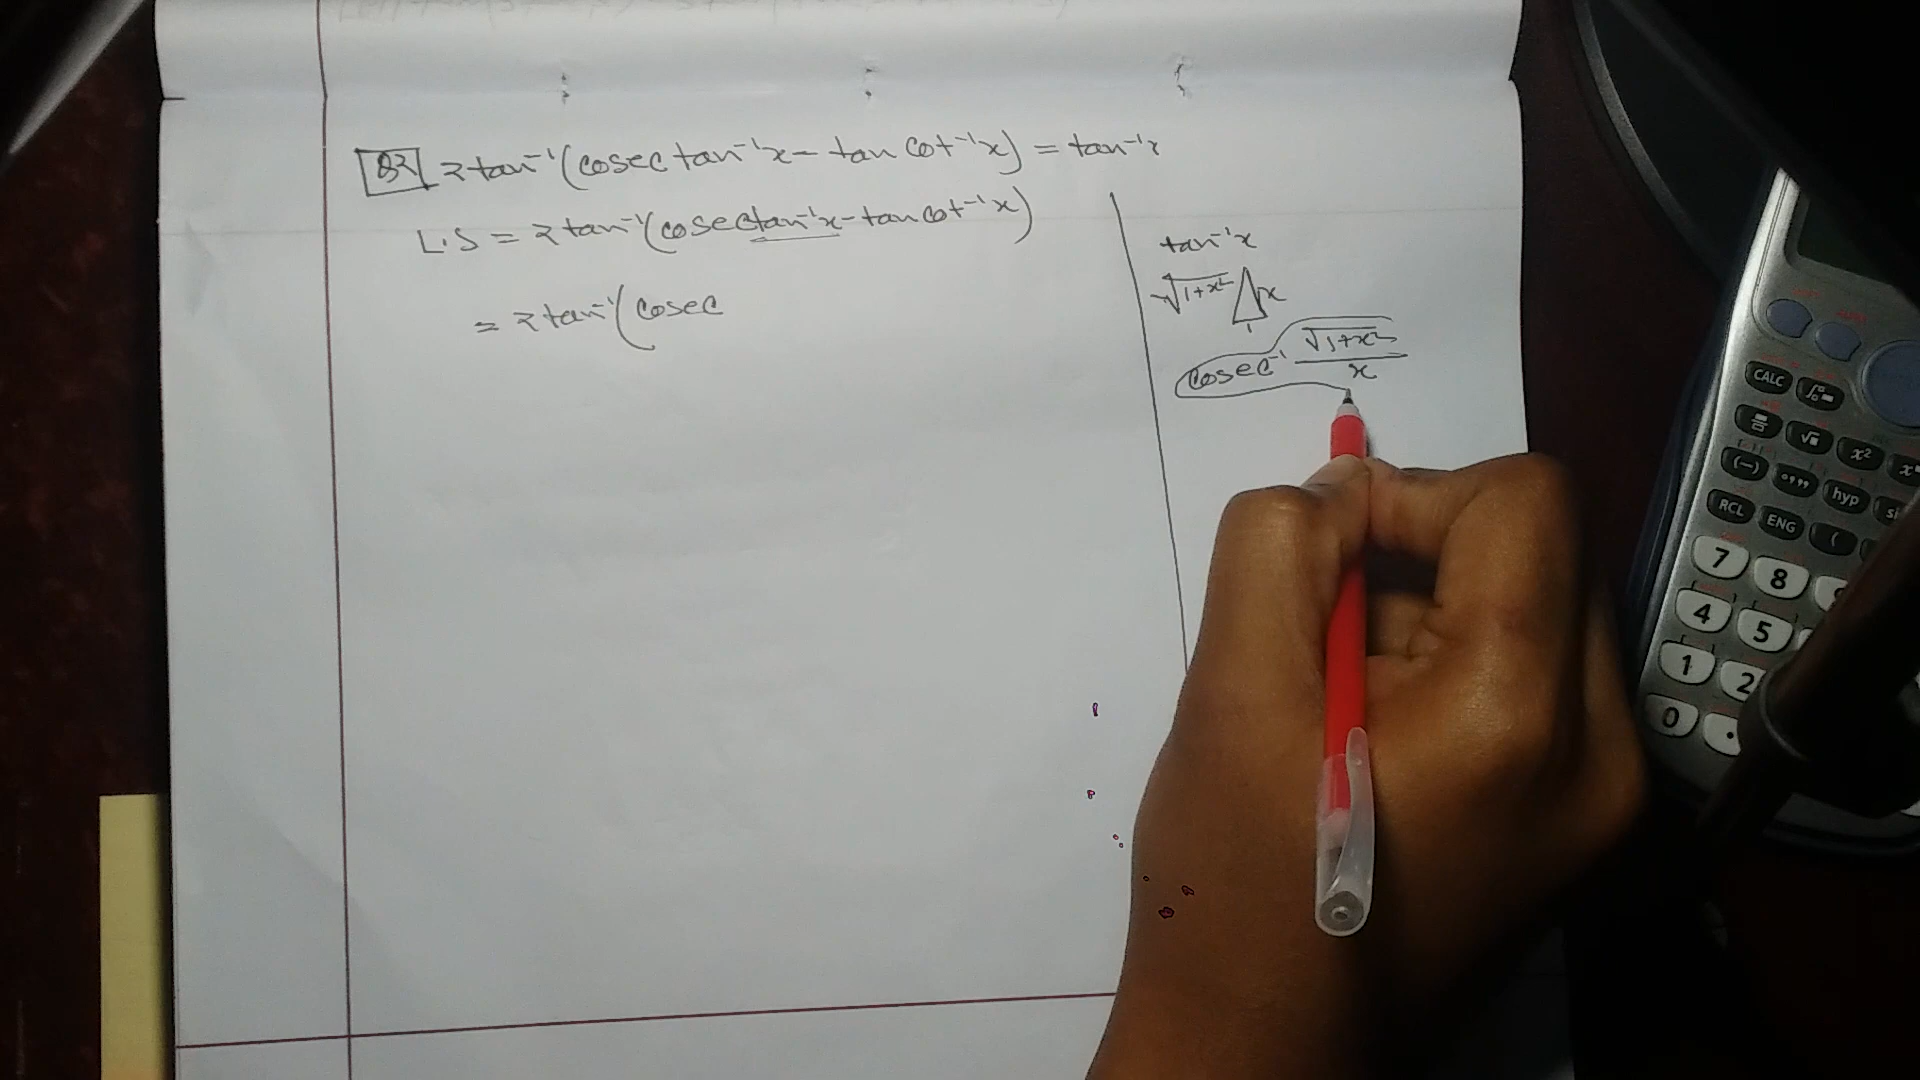 Q2 2tan⁻¹(cosec tan⁻¹x - tan cot⁻¹x) = tan⁻¹x
L.S = 2tan⁻¹(cosec tan⁻¹x - tan cot⁻¹x)
= 2tan⁻¹(cosec
tan⁻¹x
√1+x² x
1
cosec⁻¹ √1+x²/x
CALC
x²
(-) °,,, hyp
RCL ENG (
7 8
4 5
1 2
0 .